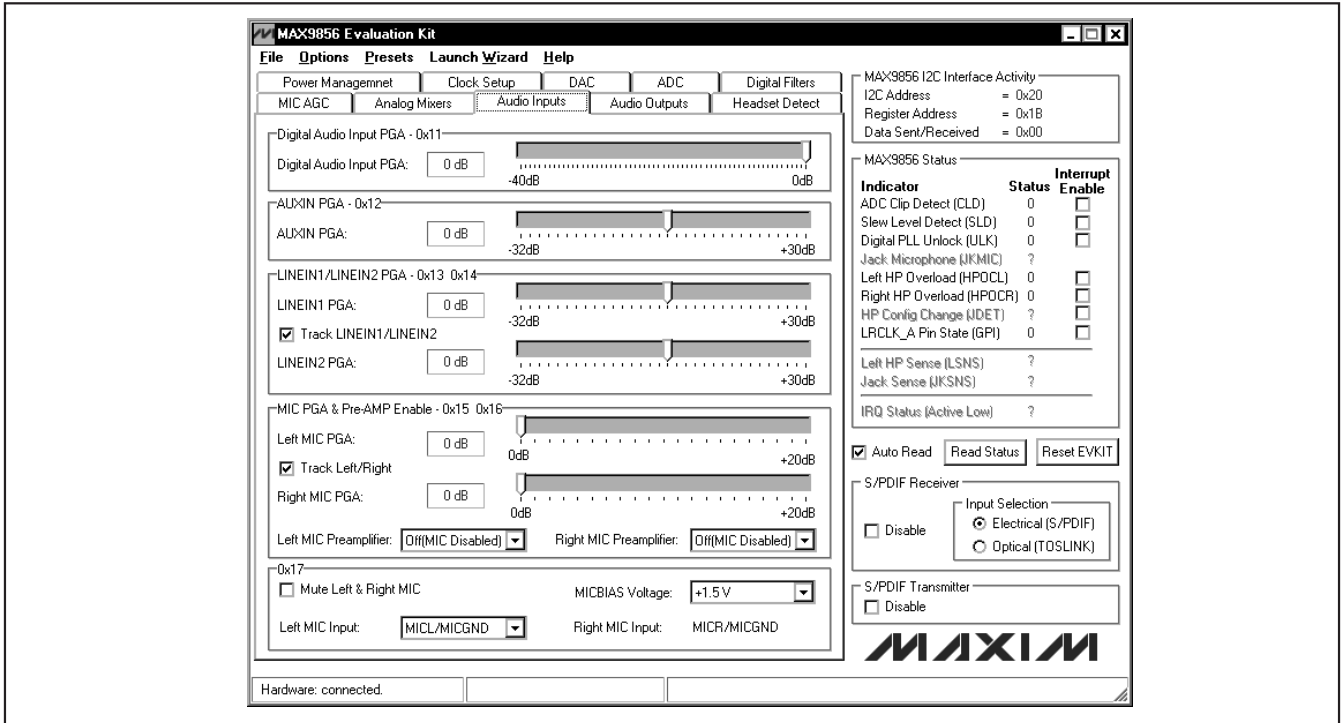 MAX9856 Evaluation Kit
File Options Presets Launch Wizard Help
Power Managemnet Clock Setup DAC ADC Digital Filters
MIC AGC Analog Mixers Audio Inputs Audio Outputs Headset Detect
Digital Audio Input PGA - 0x11
Digital Audio Input PGA: 0 dB
-40dB 0dB
AUXIN PGA - 0x12
AUXIN PGA: 0 dB
-32dB +30dB
LINEIN1/LINEIN2 PGA - 0x13 0x14
LINEIN1 PGA: 0 dB
-32dB +30dB
Track LINEIN1/LINEIN2
LINEIN2 PGA: 0 dB
-32dB +30dB
MIC PGA & Pre-AMP Enable - 0x15 0x16
Left MIC PGA: 0 dB
0dB +20dB
Track Left/Right
Right MIC PGA: 0 dB
0dB +20dB
Left MIC Preamplifier: Off(MIC Disabled) Right MIC Preamplifier: Off(MIC Disabled)
0x17
Mute Left & Right MIC MICBIAS Voltage: +1.5 V
Left MIC Input: MICL/MICGND Right MIC Input: MICR/MICGND
MAX9856 I2C Interface Activity
I2C Address = 0x20
Register Address = 0x1B
Data Sent/Received = 0x00
MAX9856 Status
Interrupt
Indicator Status Enable
ADC Clip Detect (CLD) 0
Slew Level Detect (SLD) 0
Digital PLL Unlock (ULK) 0
Jack Microphone (JKMIC) ?
Left HP Overload (HPOCL) 0
Right HP Overload (HPOCR) 0
HP Config Change (JDET) ?
LRCLK_A Pin State (GPI) 0
Left HP Sense (LSNS) ?
Jack Sense (JKSNS) ?
IRQ Status (Active Low) ?
Auto Read Read Status Reset EVKIT
S/PDIF Receiver
Input Selection
Disable
Electrical (S/PDIF)
Optical (TOSLINK)
S/PDIF Transmitter
Disable
MAXIM
Hardware: connected.